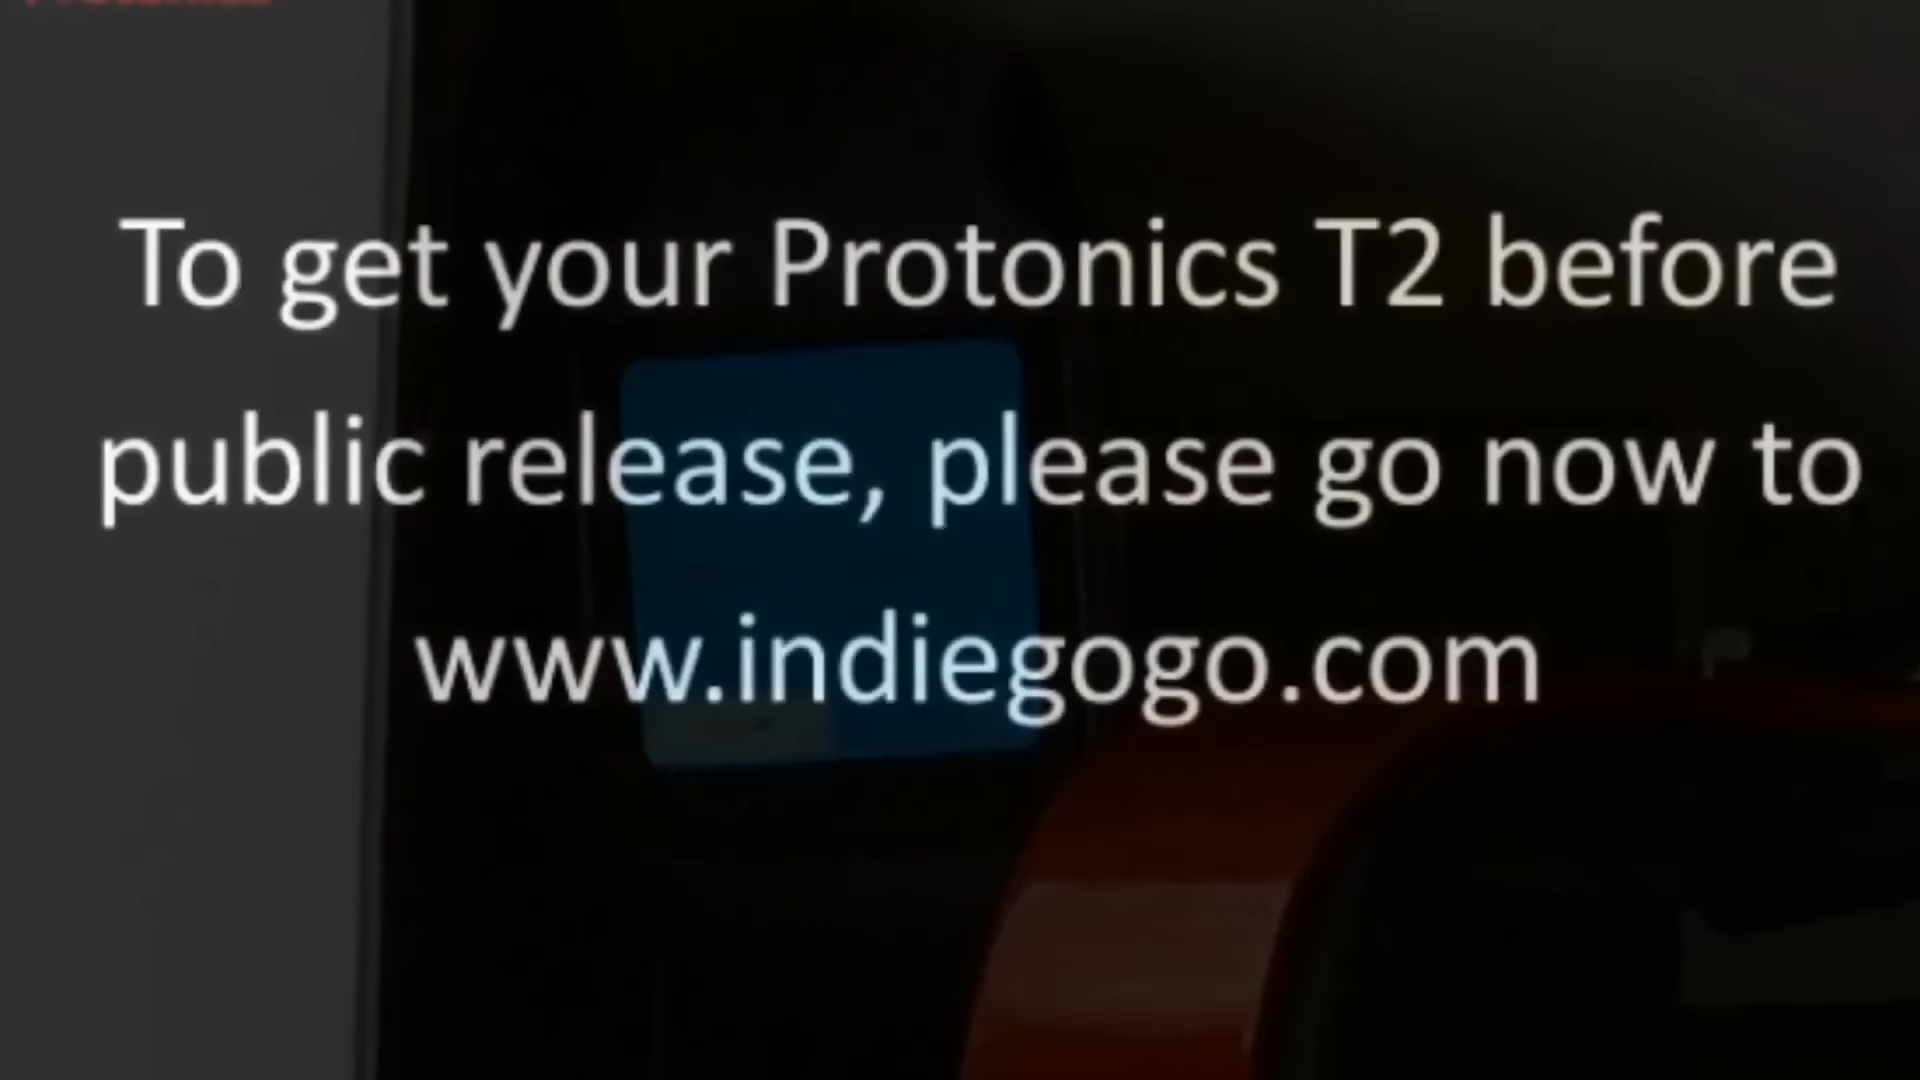 To get your Protonics T2 before
public release, please go now to
www.indiegogo.com